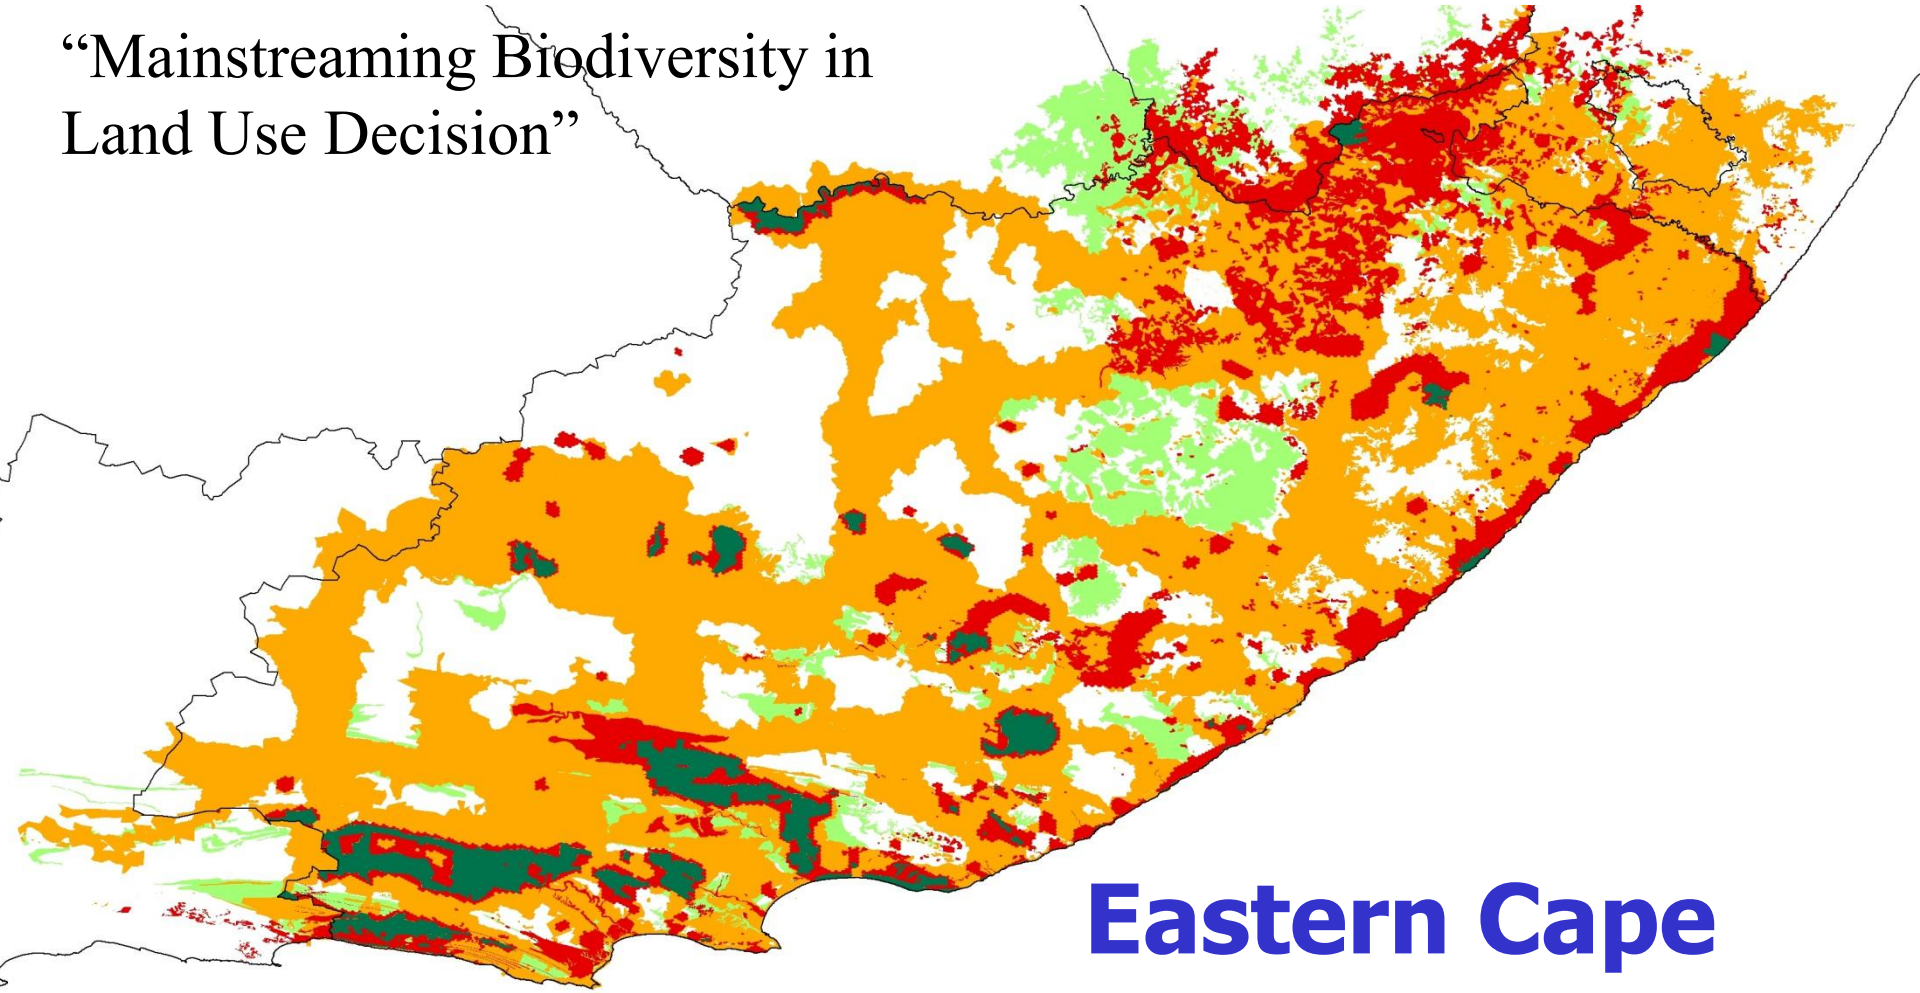 “Mainstreaming Biodiversity in
Land Use Decision”
Eastern Cape